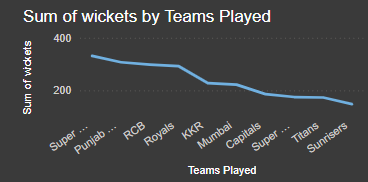 Sum of wickets by Teams Played
400
200
Sum of wickets
Super ...
Punjab ...
RCB
Royals
KKR
Mumbai
Capitals
Super ...
Titans
Sunrisers
Teams Played